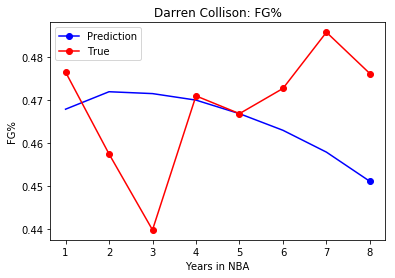 Darren Collison: FG%
Prediction
True
0.48
0.47
0.46
0.45
0.44
FG%
1 2 3 4 5 6 7 8
Years in NBA